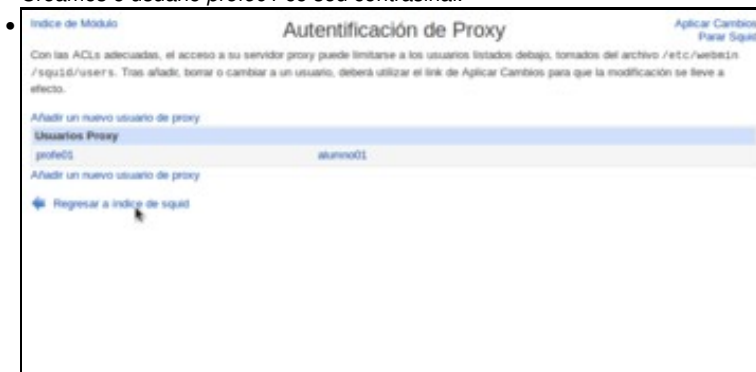 Creamos o usuario profe01 co seu contrasinal.
Índice de Módulo
Autentificación de Proxy
Aplicar Cambios
Parar Squid
Con las ACLs adecuadas, el acceso a su servidor proxy puede limitarse a los usuarios listados debajo, tomados del archivo /etc/webmin
/squid/users. Tras añadir, borrar o cambiar a un usuario, deberá utilizar el link de Aplicar Cambios para que la modificación se lleve a
efecto.
Añadir un nuevo usuario de proxy
Usuarios Proxy
profe01 alumno01
Añadir un nuevo usuario de proxy
Regresar a índice de squid